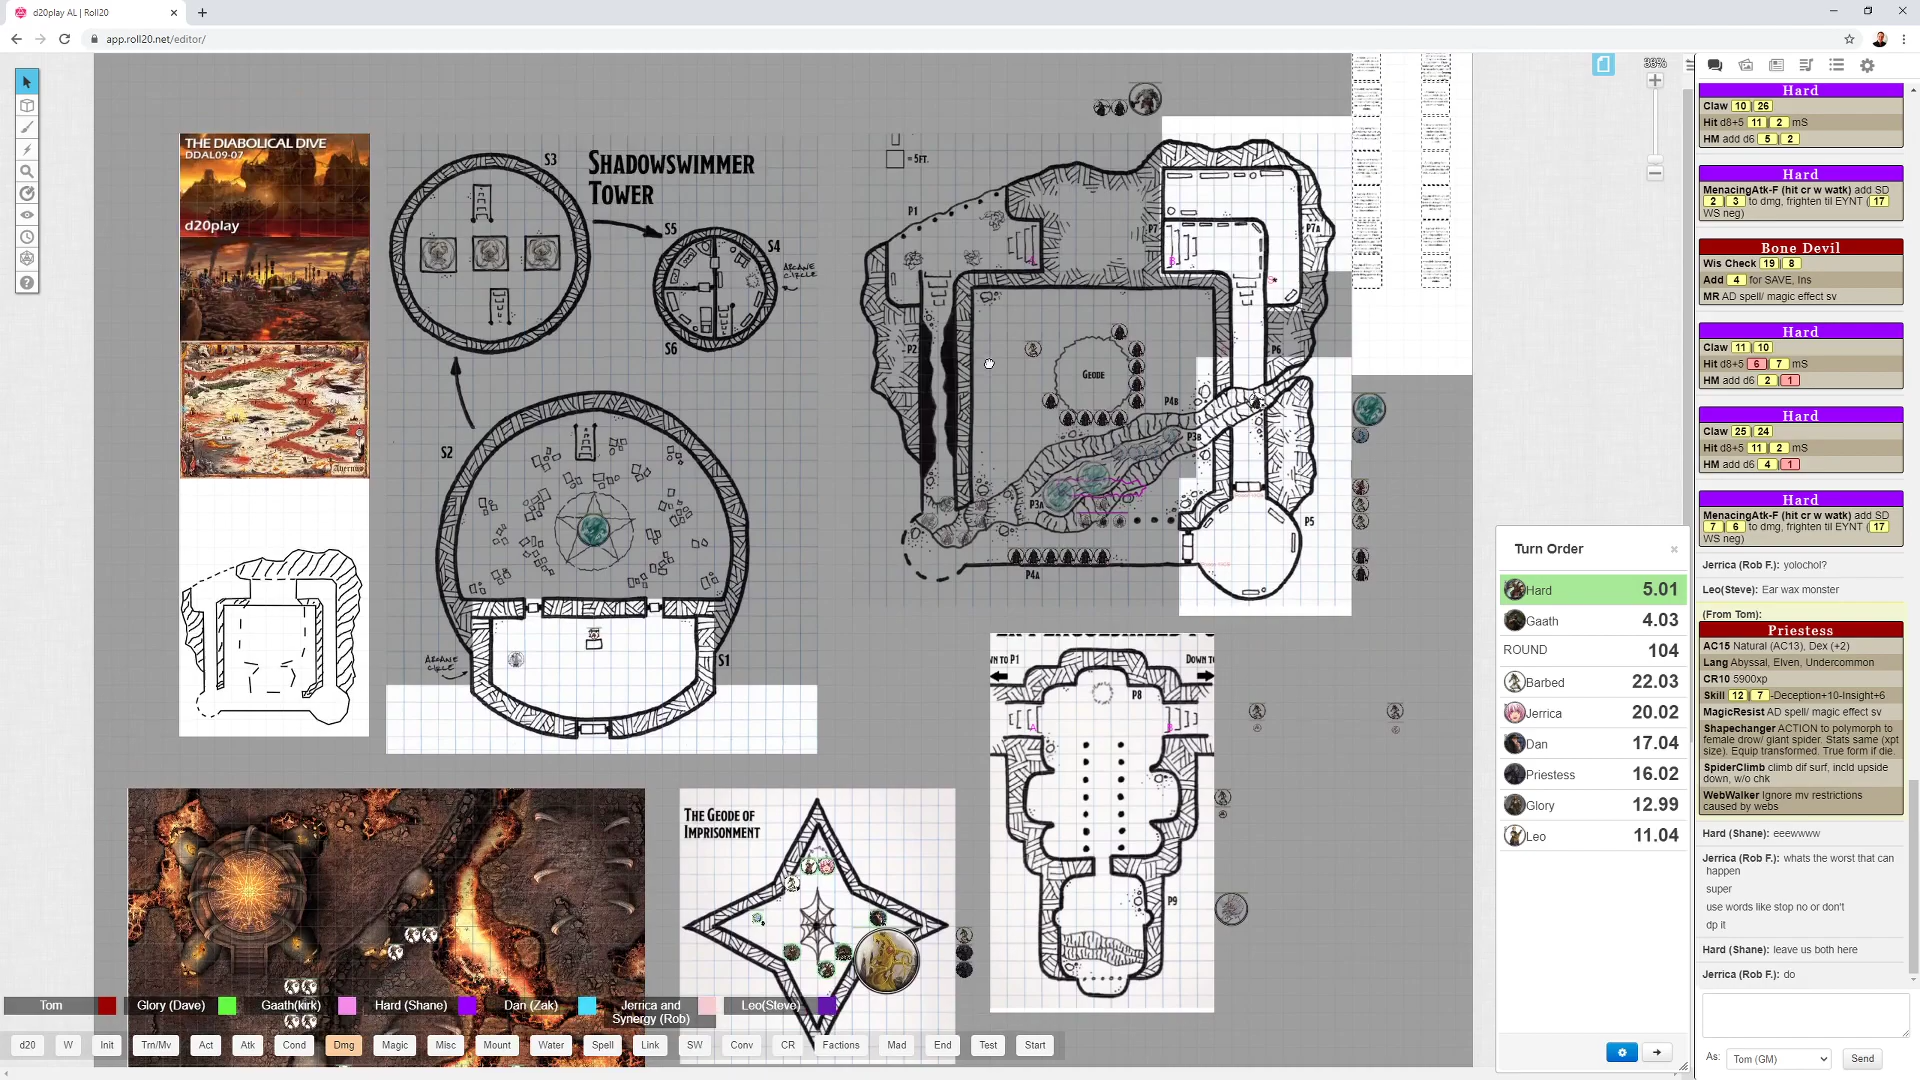 d20play AL | Roll20
app.roll20.net/editor/
38%
THE DIABOLICAL DIVE
DDAL09-07
d20play
Avernus
SHADOWSWIMMER
TOWER
S3
S5
S4
ARCANE
CIRCLE
S6
S2
ARCANE
CIRCLE
S1
= 5FT.
P1
P7
P7A
A
B
P2
P6
GEODE
P4B
P3B
P3A
P5
P4A
DOWN TO
P8
A
B
P9
THE GEODE OF
IMPRISONMENT
Hard
Claw 10 26
Hit d8+5 11 2 mS
HM add d6 5 2
Hard
MenacingAtk-F (hit cr w watk) add SD
2 3 to dmg, frighten til EYNT (17
WS neg)
Bone Devil
Wis Check 19 8
Add 4 for SAVE, Ins
MR AD spell/ magic effect sv
Hard
Claw 11 10
Hit d8+5 6 7 mS
HM add d6 2 1
Hard
Claw 25 24
Hit d8+5 11 2 mS
HM add d6 4 1
Hard
MenacingAtk-F (hit cr w watk) add SD
7 6 to dmg, frighten til EYNT (17
WS neg)
Jerrica (Rob F.): yolochol?
Leo(Steve): Ear wax monster
(From Tom):
Priestess
AC15 Natural (AC13), Dex (+2)
Lang Abyssal, Elven, Undercommon
CR10 5900xp
Skill 12 7 -Deception+10-Insight+6
MagicResist AD spell/ magic effect sv
Shapechanger ACTION to polymorph to
female drow/ giant spider. Stats same (xpt
size). Equip transformed. True form if die.
SpiderClimb climb dif surf, incld upside
down, w/o chk
WebWalker Ignore mv restrictions
caused by webs
Hard (Shane): eeewwww
Jerrica (Rob F.): whats the worst that can
happen
super
use words like stop no or don't
dp it
Hard (Shane): leave us both here
Jerrica (Rob F.): do
As: Tom (GM) Send
Turn Order
Hard 5.01
Gaath 4.03
ROUND 104
Barbed 22.03
Jerrica 20.02
Dan 17.04
Priestess 16.02
Glory 12.99
Leo 11.04
Tom
Glory (Dave)
Gaath(kirk)
Hard (Shane)
Dan (Zak)
Jerrica and
Synergy (Rob)
Leo(Steve)
d20 W Init Trn/Mv Act Atk Cond Dmg Magic Misc Mount Water Spell Link SW Conv CR Factions Mad End Test Start